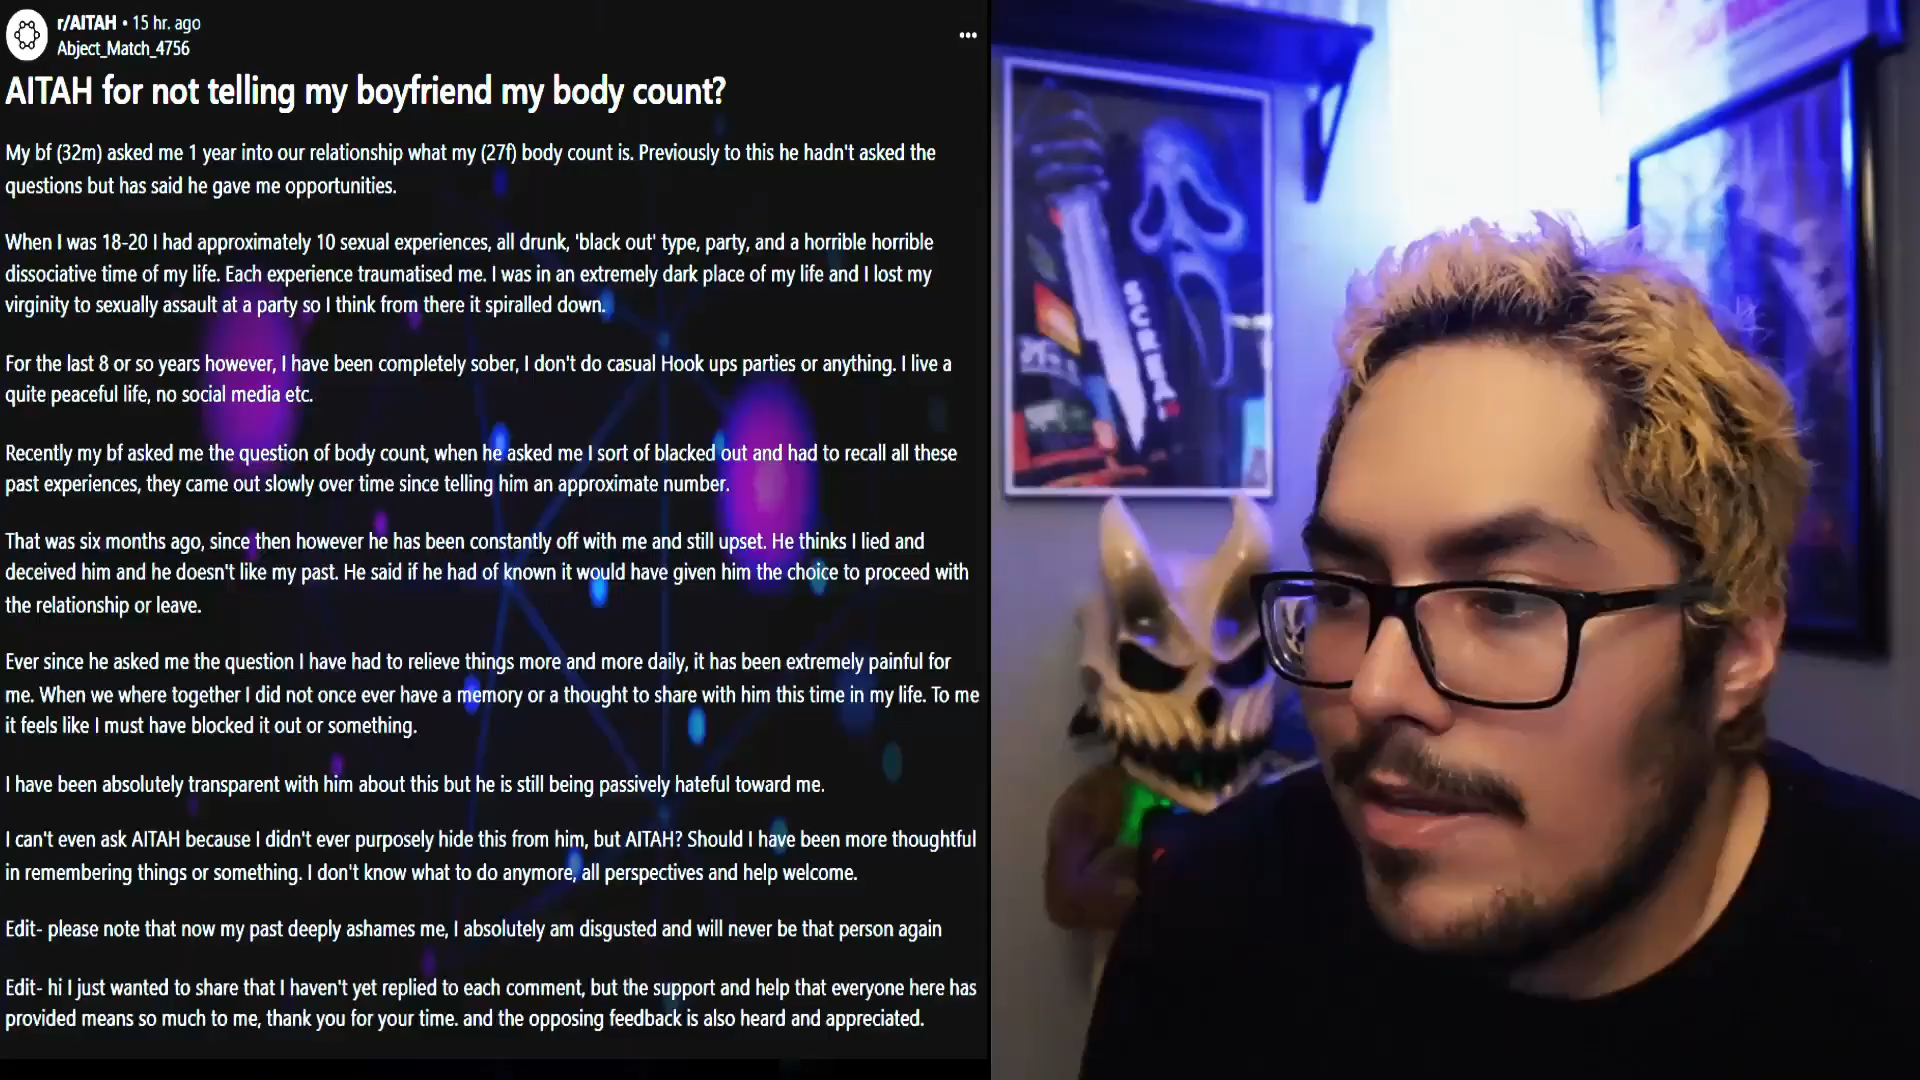 r/AITAH • 15 hr. ago
Abject_Match_4756
AITAH for not telling my boyfriend my body count?
My bf (32m) asked me 1 year into our relationship what my (27f) body count is. Previously to this he hadn't asked the
questions but has said he gave me opportunities.
When I was 18-20 I had approximately 10 sexual experiences, all drunk, 'black out' type, party, and a horrible horrible
dissociative time of my life. Each experience traumatised me. I was in an extremely dark place of my life and I lost my
virginity to sexually assault at a party so I think from there it spiralled down.
For the last 8 or so years however, I have been completely sober, I don't do casual Hook ups parties or anything. I live a
quite peaceful life, no social media etc.
Recently my bf asked me the question of body count, when he asked me I sort of blacked out and had to recall all these
past experiences, they came out slowly over time since telling him an approximate number.
That was six months ago, since then however he has been constantly off with me and still upset. He thinks I lied and
deceived him and he doesn't like my past. He said if he had of known it would have given him the choice to proceed with
the relationship or leave.
Ever since he asked me the question I have had to relieve things more and more daily, it has been extremely painful for
me. When we where together I did not once ever have a memory or a thought to share with him this time in my life. To me
it feels like I must have blocked it out or something.
I have been absolutely transparent with him about this but he is still being passively hateful toward me.
I can't even ask AITAH because I didn't ever purposely hide this from him, but AITAH? Should I have been more thoughtful
in remembering things or something. I don't know what to do anymore, all perspectives and help welcome.
Edit- please note that now my past deeply ashames me, I absolutely am disgusted and will never be that person again
Edit- hi I just wanted to share that I haven't yet replied to each comment, but the support and help that everyone here has
provided means so much to me, thank you for your time. and the opposing feedback is also heard and appreciated.
SCREAM